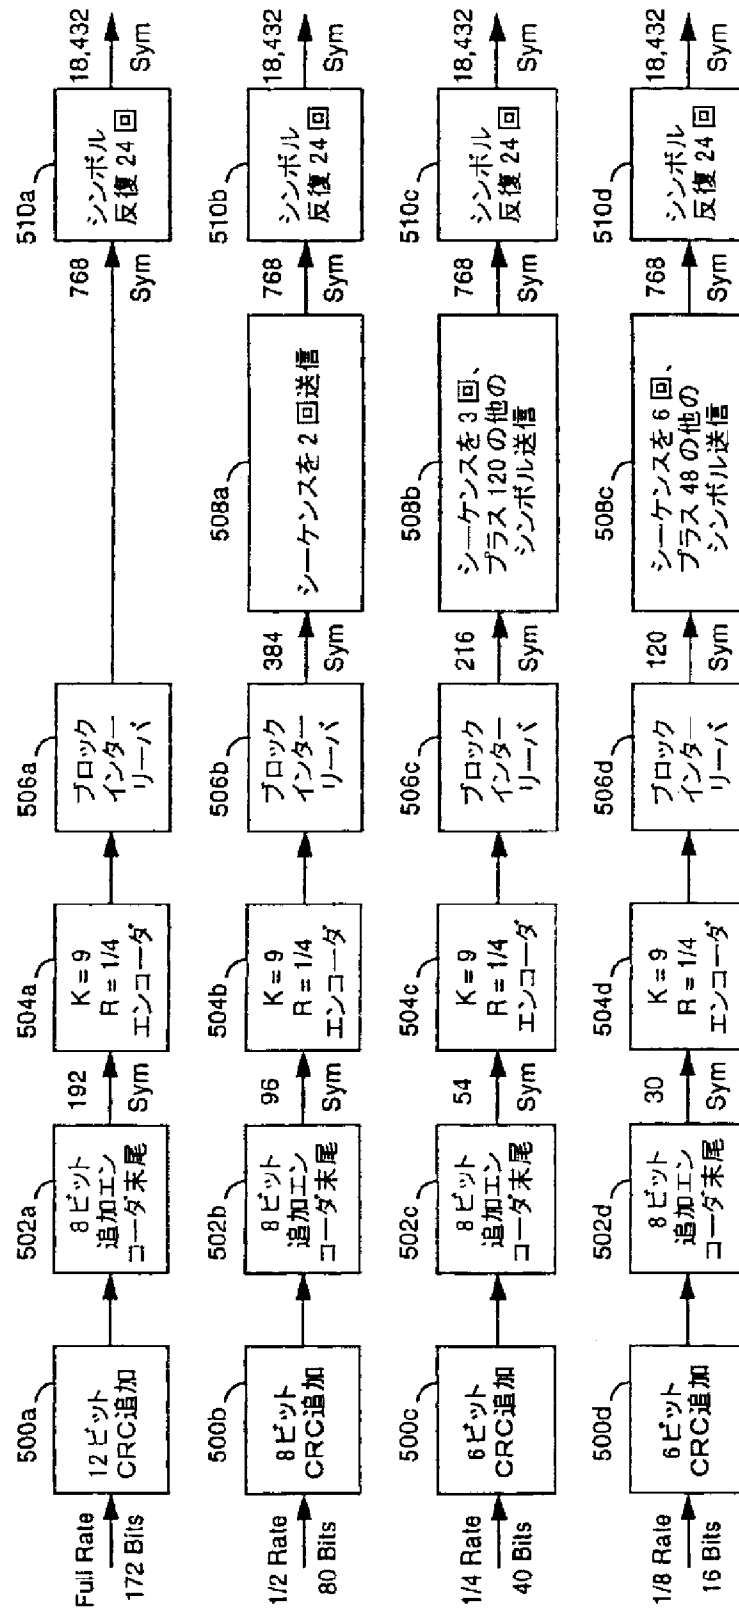 Full Rate
172 Bits
500a
12ビット
CRC追加
502a
8ビット
追加エン
コーダ末尾
192
Sym
504a
K = 9
R = 1/4
エンコーダ
506a
ブロック
インター
リーバ
768
Sym
510a
シンボル
反復24回
18,432
Sym
1/2 Rate
80 Bits
500b
8ビット
CRC追加
502b
8ビット
追加エン
コーダ末尾
96
Sym
504b
K = 9
R = 1/4
エンコーダ
506b
ブロック
インター
リーバ
384
Sym
508a
シーケンスを2回送信
768
Sym
510b
シンボル
反復24回
18,432
Sym
1/4 Rate
40 Bits
500c
6ビット
CRC追加
502c
8ビット
追加エン
コーダ末尾
54
Sym
504c
K = 9
R = 1/4
エンコーダ
506c
ブロック
インター
リーバ
216
Sym
508b
シーケンスを3回、
プラス120の他の
シンボル送信
768
Sym
510c
シンボル
反復24回
18,432
Sym
1/8 Rate
16 Bits
500d
6ビット
CRC追加
502d
8ビット
追加エン
コーダ末尾
30
Sym
504d
K = 9
R = 1/4
エンコーダ
506d
ブロック
インター
リーバ
120
Sym
508c
シーケンスを6回、
プラス48の他の
シンボル送信
768
Sym
510d
シンボル
反復24回
18,432
Sym